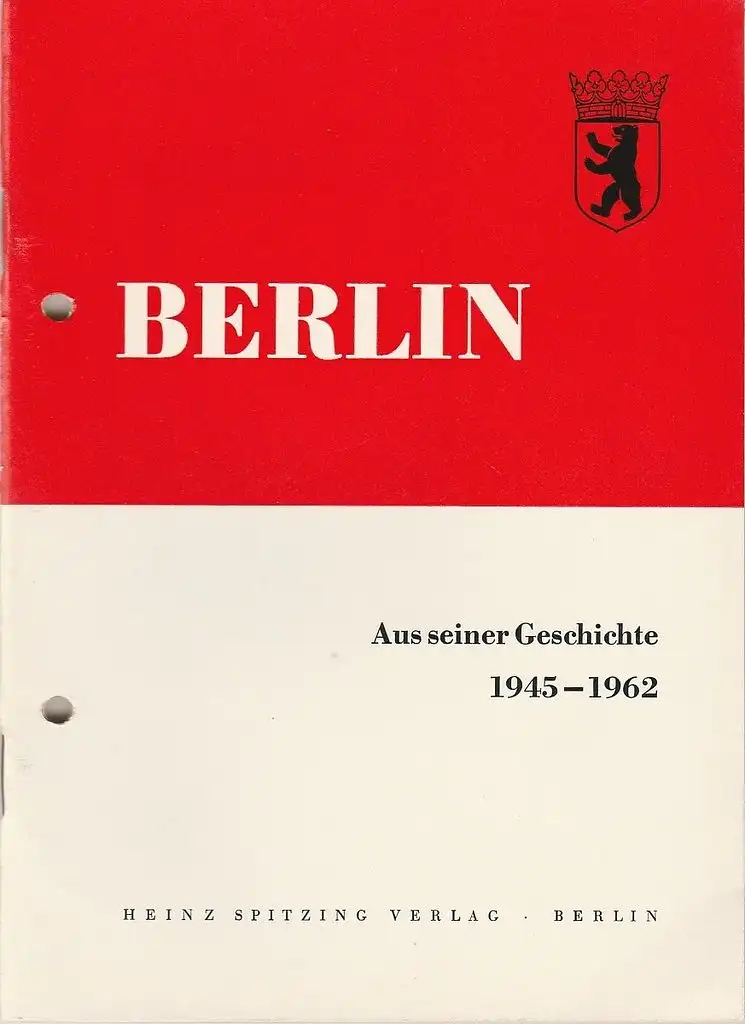 BERLIN
Aus seiner Geschichte
1945–1962
HEINZ SPITZING VERLAG · BERLIN